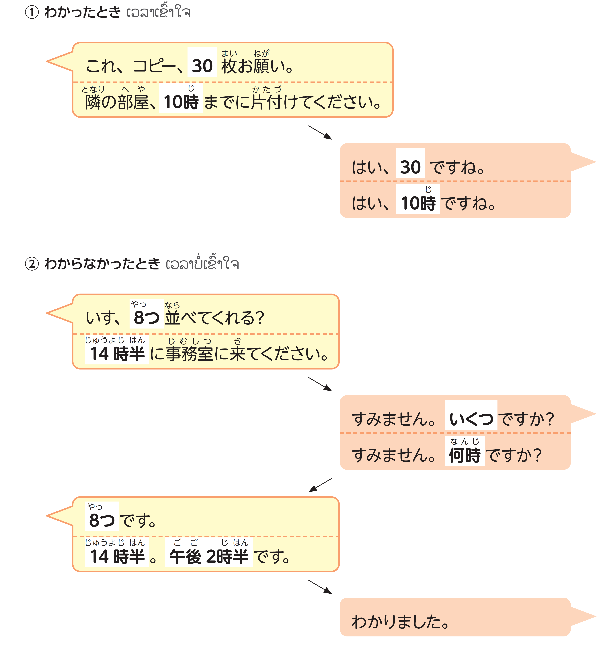 ① わかったとき ເວລາເຂົ້າໃຈ
これ、コピー、30枚お願い。
隣の部屋、10時までに片付けてください。
はい、30ですね。
はい、10時ですね。
② わからなかったとき ເວລາບໍ່ເຂົ້າໃຈ
いす、8つ並べてくれる？
14時半に事務室に来てください。
すみません。いくつですか？
すみません。何時ですか？
8つです。
14時半。午後2時半です。
わかりました。